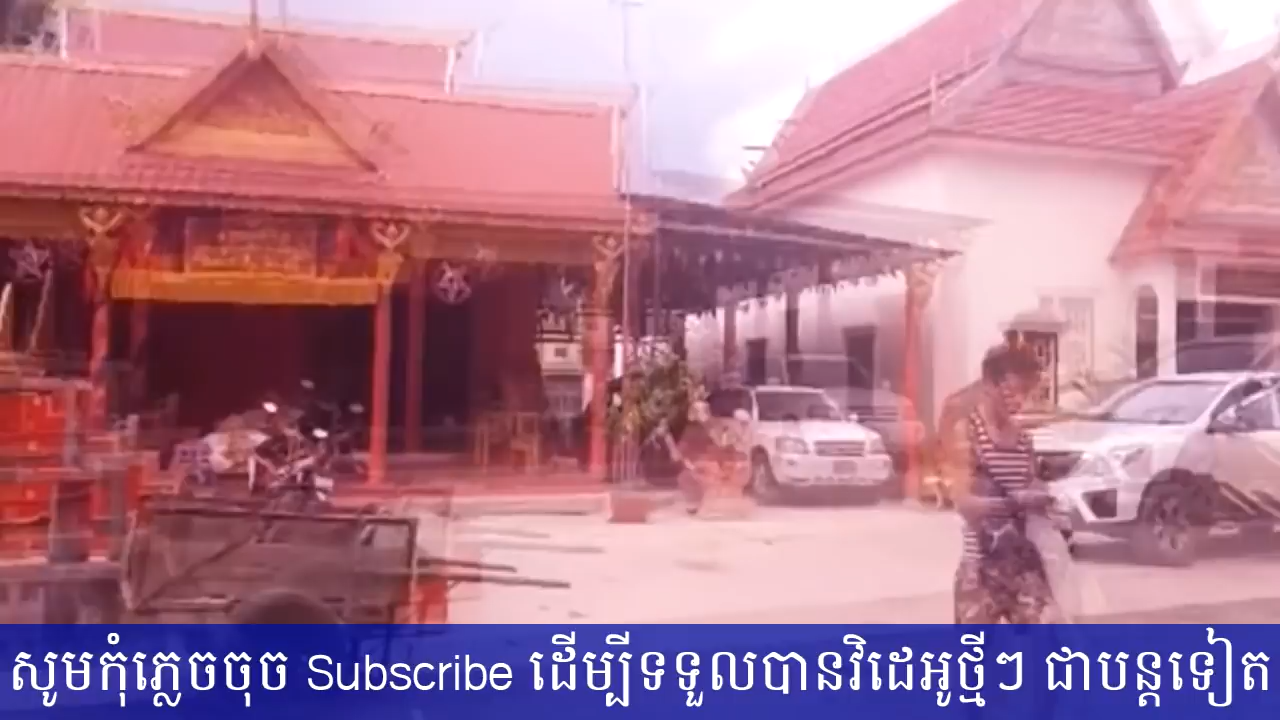 សូមកុំភ្លេចចុច Subscribe ដើម្បីទទួលបានវិដេអូថ្មីៗ ជាបន្តទៀត